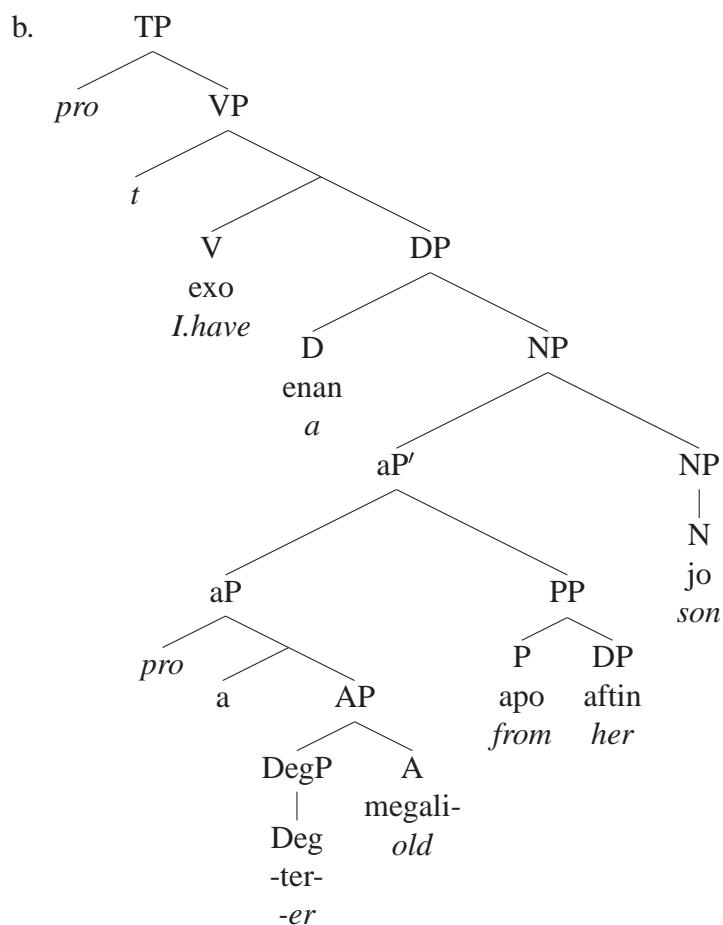 b. TP
pro VP
t
V DP
exo
I.have
D NP
enan
a
aP′ NP
N
jo
son
aP PP
pro P DP
a AP apo aftin
from her
DegP A
megali-
old
Deg
-ter-
-er